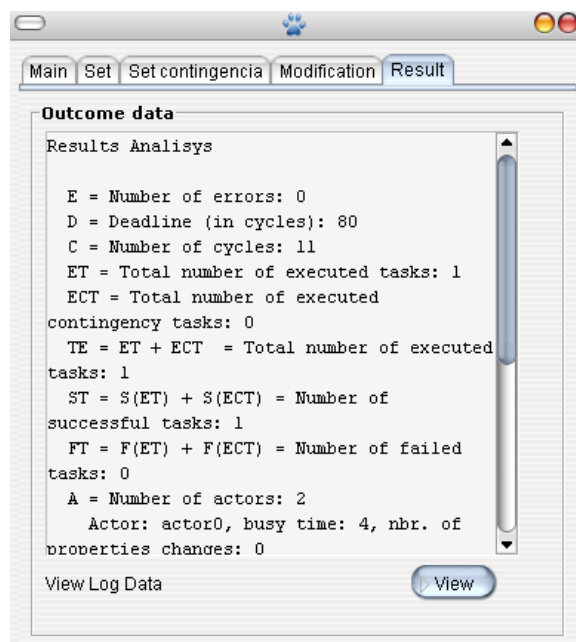 Main Set Set contingencia Modification Result
Outcome data
Results Analisys
E = Number of errors: 0
D = Deadline (in cycles): 80
C = Number of cycles: 11
ET = Total number of executed tasks: 1
ECT = Total number of executed
contingency tasks: 0
TE = ET + ECT = Total number of executed
tasks: 1
ST = S(ET) + S(ECT) = Number of
successful tasks: 1
FT = F(ET) + F(ECT) = Number of failed
tasks: 0
A = Number of actors: 2
Actor: actor0, busy time: 4, nbr. of
properties changes: 0
View Log Data View